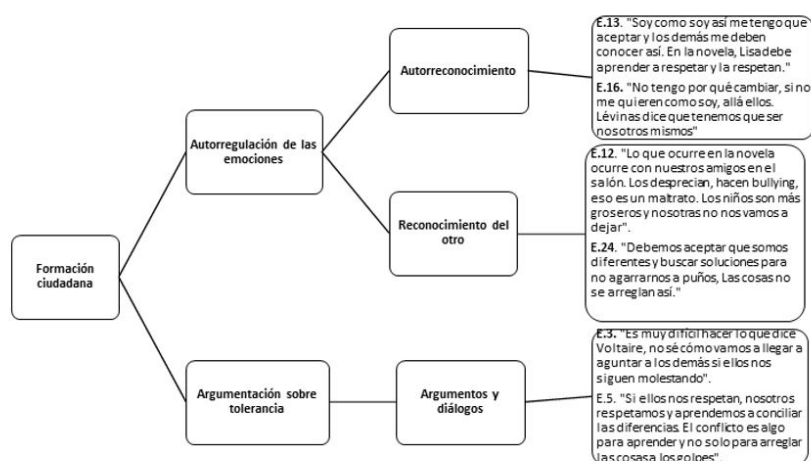 Formación
ciudadana
Autorregulación de las
emociones
Argumentación sobre
tolerancia
Autorreconocimiento
Reconocimiento del
otro
Argumentos y
diálogos
E.13. "Soy como soy así me tengo que
aceptar y los demás me deben
conocer así. En la novela, Lisa debe
aprender a respetar y la respetan."
E.16. "No tengo por qué cambiar, si no
me quieren como soy, allá ellos.
Lévinas dice que tenemos que ser
nosotros mismos"
E.12. "Lo que ocurre en la novela
ocurre con nuestros amigos en el
salón. Los desprecian, hacen bullying,
eso es un maltrato. Los niños son más
groseros y nosotras no nos vamos a
dejar".
E.24. "Debemos aceptar que somos
diferentes y buscar soluciones para
no agarrarnos a puños, Las cosas no
se arreglan así."
E.3. "Es muy difícil hacer lo que dice
Voltaire, no sé cómo vamos a llegar a
aguantar a los demás si ellos nos
siguen molestando".
E.5. "Si ellos nos respetan, nosotros
respetamos y aprendemos a conciliar
las diferencias. El conflicto es algo
para aprender y no solo para arreglar
las cosas a los golpes".